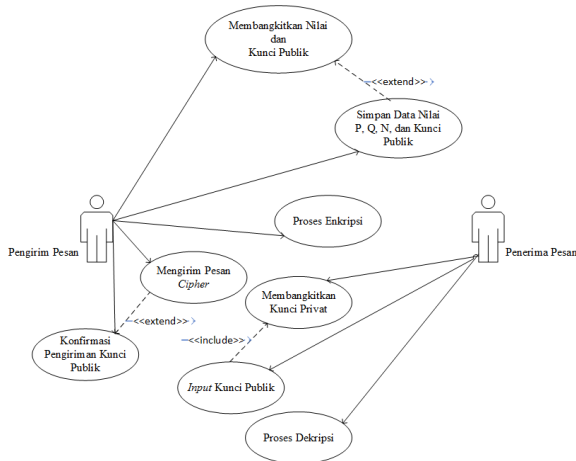 Membangkitkan Nilai
dan
Kunci Publik
<<extend>>
Simpan Data Nilai
P, Q, N, dan Kunci
Publik
Proses Enkripsi
Pengirim Pesan
Penerima Pesan
Mengirim Pesan
Cipher
Membangkitkan
Kunci Privat
<<extend>>
<<include>>
Konfirmasi
Pengiriman Kunci
Publik
Input Kunci Publik
Proses Dekripsi